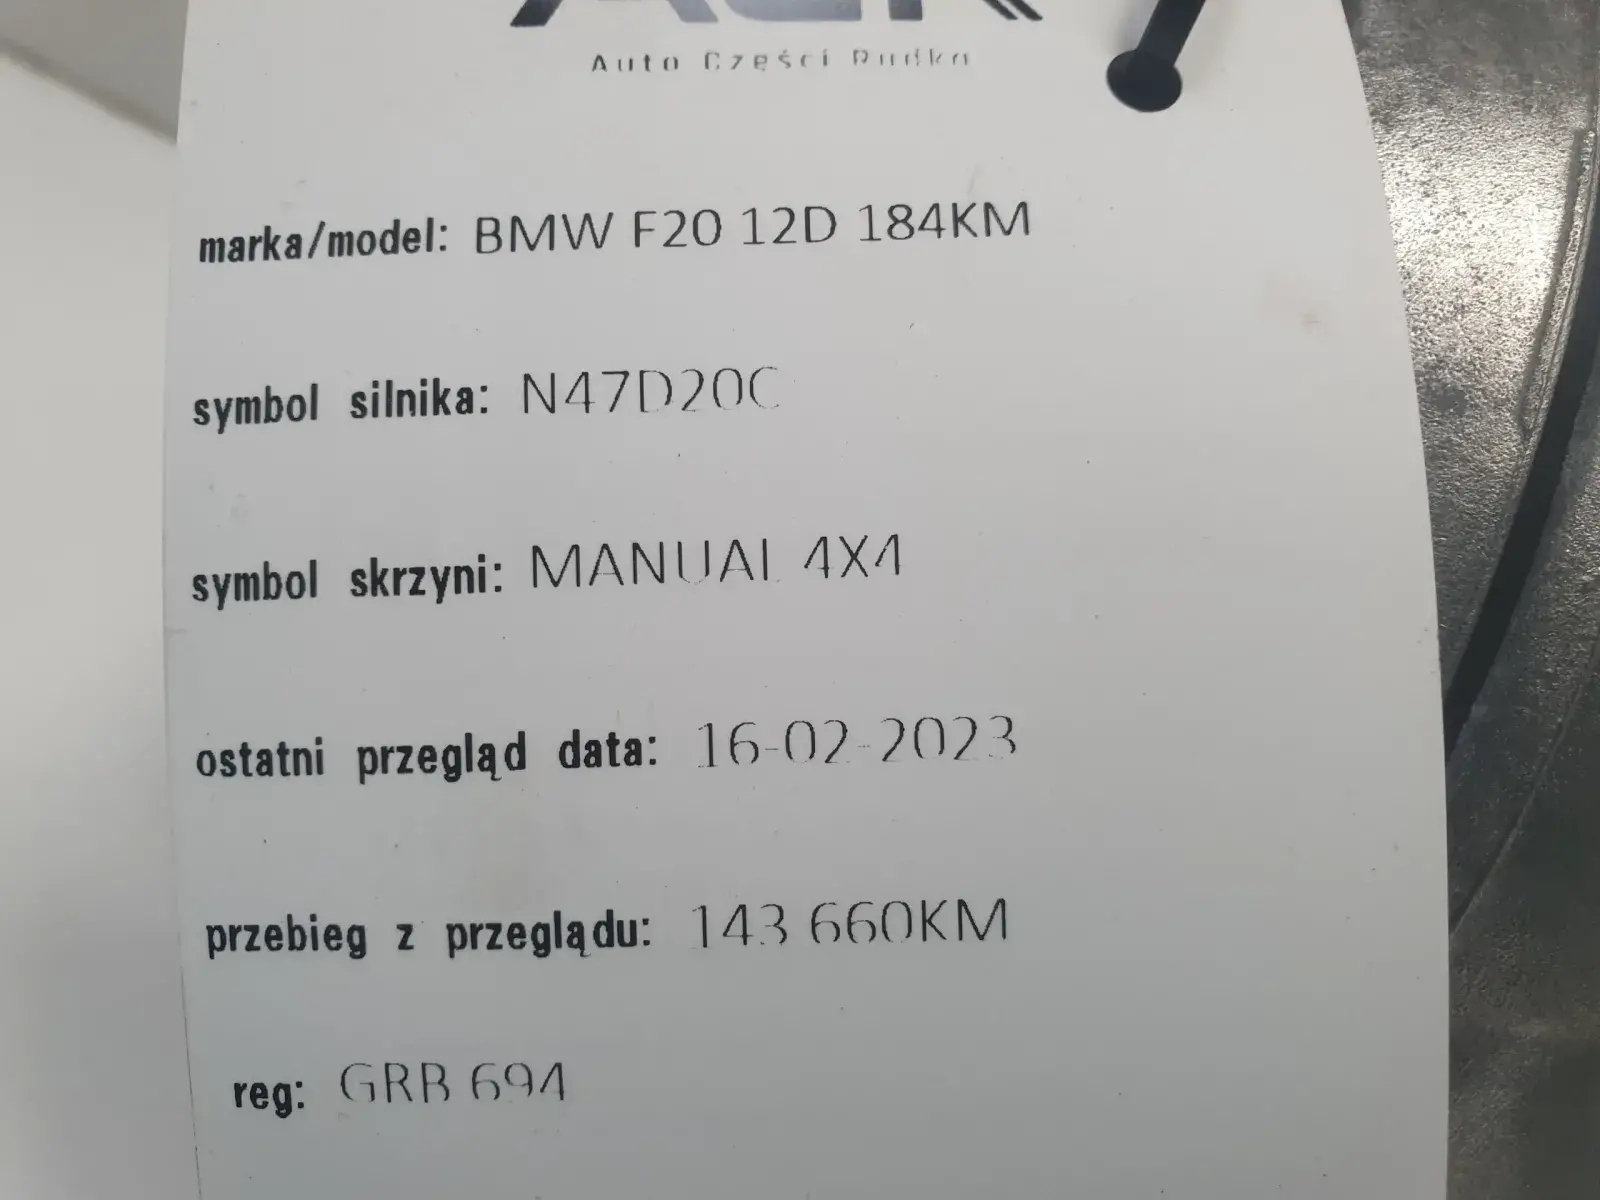 Auto Części Rudka
marka/model: BMW F20 12D 184KM
symbol silnika: N47D20C
symbol skrzyni: MANUAL 4X4
ostatni przegląd data: 16-02-2023
przebieg z przeglądu: 143 660KM
reg: GRB 694